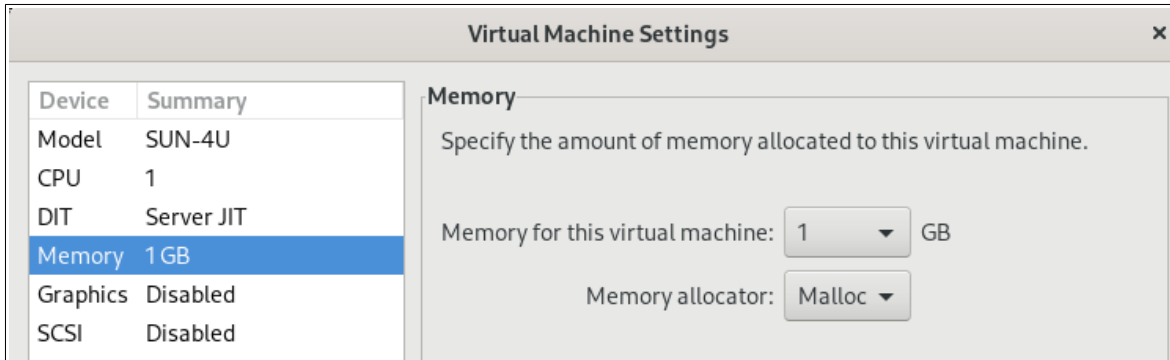 Virtual Machine Settings ×
Device Summary
Model SUN-4U
CPU 1
DIT Server JIT
Memory 1 GB
Graphics Disabled
SCSI Disabled
Memory
Specify the amount of memory allocated to this virtual machine.
Memory for this virtual machine: 1 GB
Memory allocator: Malloc